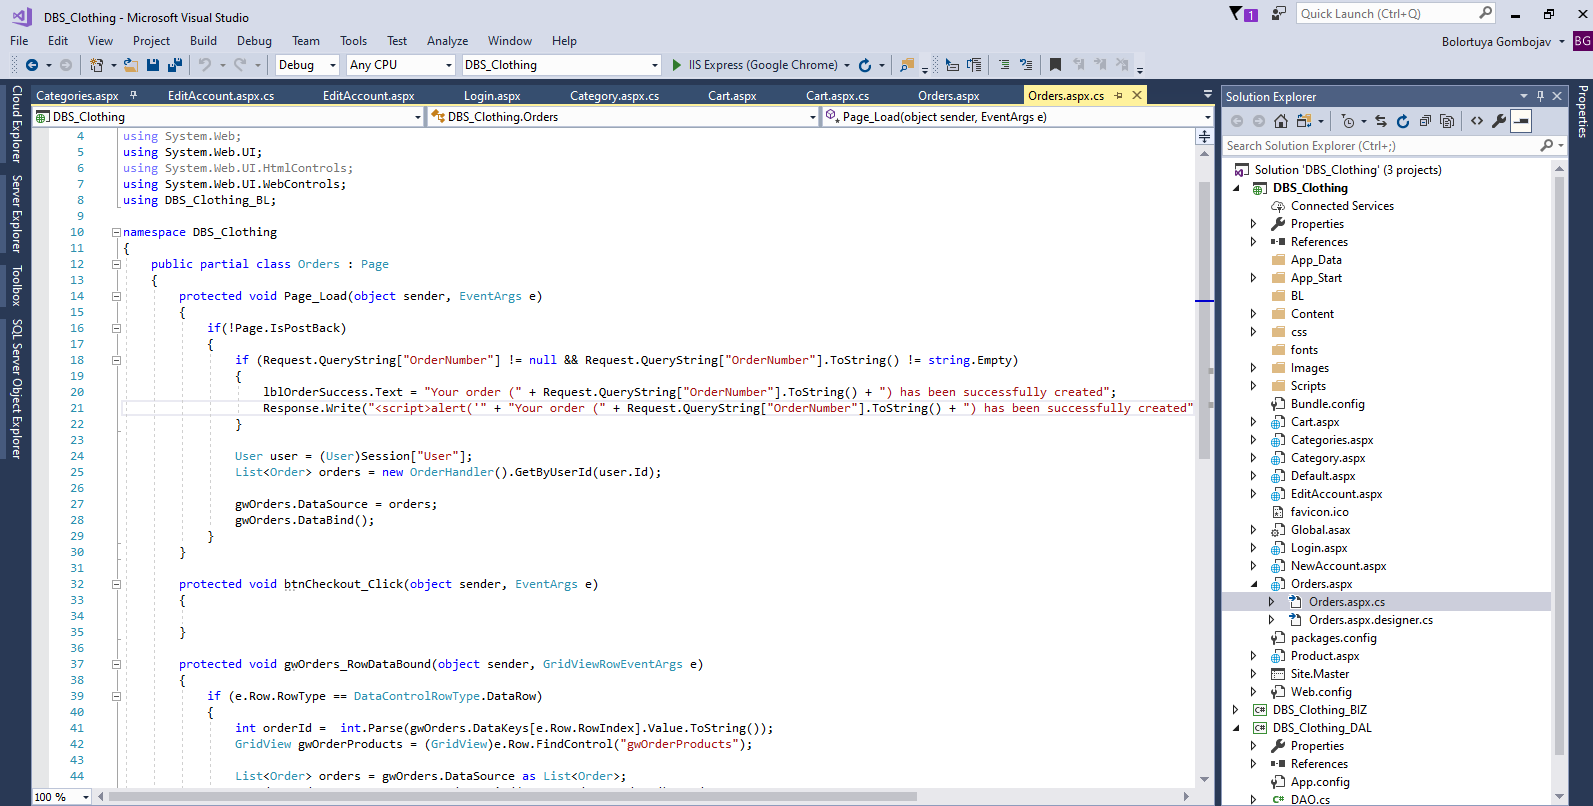 DBS_Clothing - Microsoft Visual Studio
1
Quick Launch (Ctrl+Q)
File Edit View Project Build Debug Team Tools Test Analyze Window Help
Bolortuya Gombojav BG
Debug Any CPU DBS_Clothing IIS Express (Google Chrome)
Categories.aspx EditAccount.aspx.cs EditAccount.aspx Login.aspx Category.aspx.cs Cart.aspx Cart.aspx.cs Orders.aspx Orders.aspx.cs
DBS_Clothing DBS_Clothing.Orders Page_Load(object sender, EventArgs e)
Cloud Explorer
Server Explorer
Toolbox
SQL Server Object Explorer
4 using System.Web;
5 using System.Web.UI;
6 using System.Web.UI.HtmlControls;
7 using System.Web.UI.WebControls;
8 using DBS_Clothing_BL;
9
10 namespace DBS_Clothing
11 {
12 public partial class Orders : Page
13 {
14 protected void Page_Load(object sender, EventArgs e)
15 {
16 if(!Page.IsPostBack)
17 {
18 if (Request.QueryString["OrderNumber"] != null && Request.QueryString["OrderNumber"].ToString() != string.Empty)
19 {
20 lblOrderSuccess.Text = "Your order (" + Request.QueryString["OrderNumber"].ToString() + ") has been successfully created";
21 Response.Write("<script>alert('" + "Your order (" + Request.QueryString["OrderNumber"].ToString() + ") has been successfully created"
22 }
23
24 User user = (User)Session["User"];
25 List<Order> orders = new OrderHandler().GetByUserId(user.Id);
26
27 gwOrders.DataSource = orders;
28 gwOrders.DataBind();
29 }
30 }
31
32 protected void btnCheckout_Click(object sender, EventArgs e)
33 {
34
35 }
36
37 protected void gwOrders_RowDataBound(object sender, GridViewRowEventArgs e)
38 {
39 if (e.Row.RowType == DataControlRowType.DataRow)
40 {
41 int orderId =  int.Parse(gwOrders.DataKeys[e.Row.RowIndex].Value.ToString());
42 GridView gwOrderProducts = (GridView)e.Row.FindControl("gwOrderProducts");
43
44 List<Order> orders = gwOrders.DataSource as List<Order>;
100 %
Solution Explorer
Search Solution Explorer (Ctrl+;)
Solution 'DBS_Clothing' (3 projects)
DBS_Clothing
Connected Services
Properties
References
App_Data
App_Start
BL
Content
css
fonts
Images
Scripts
Bundle.config
Cart.aspx
Categories.aspx
Category.aspx
Default.aspx
EditAccount.aspx
favicon.ico
Global.asax
Login.aspx
NewAccount.aspx
Orders.aspx
Orders.aspx.cs
Orders.aspx.designer.cs
packages.config
Product.aspx
Site.Master
Web.config
C# DBS_Clothing_BIZ
C# DBS_Clothing_DAL
Properties
References
App.config
C# DAO.cs
Properties